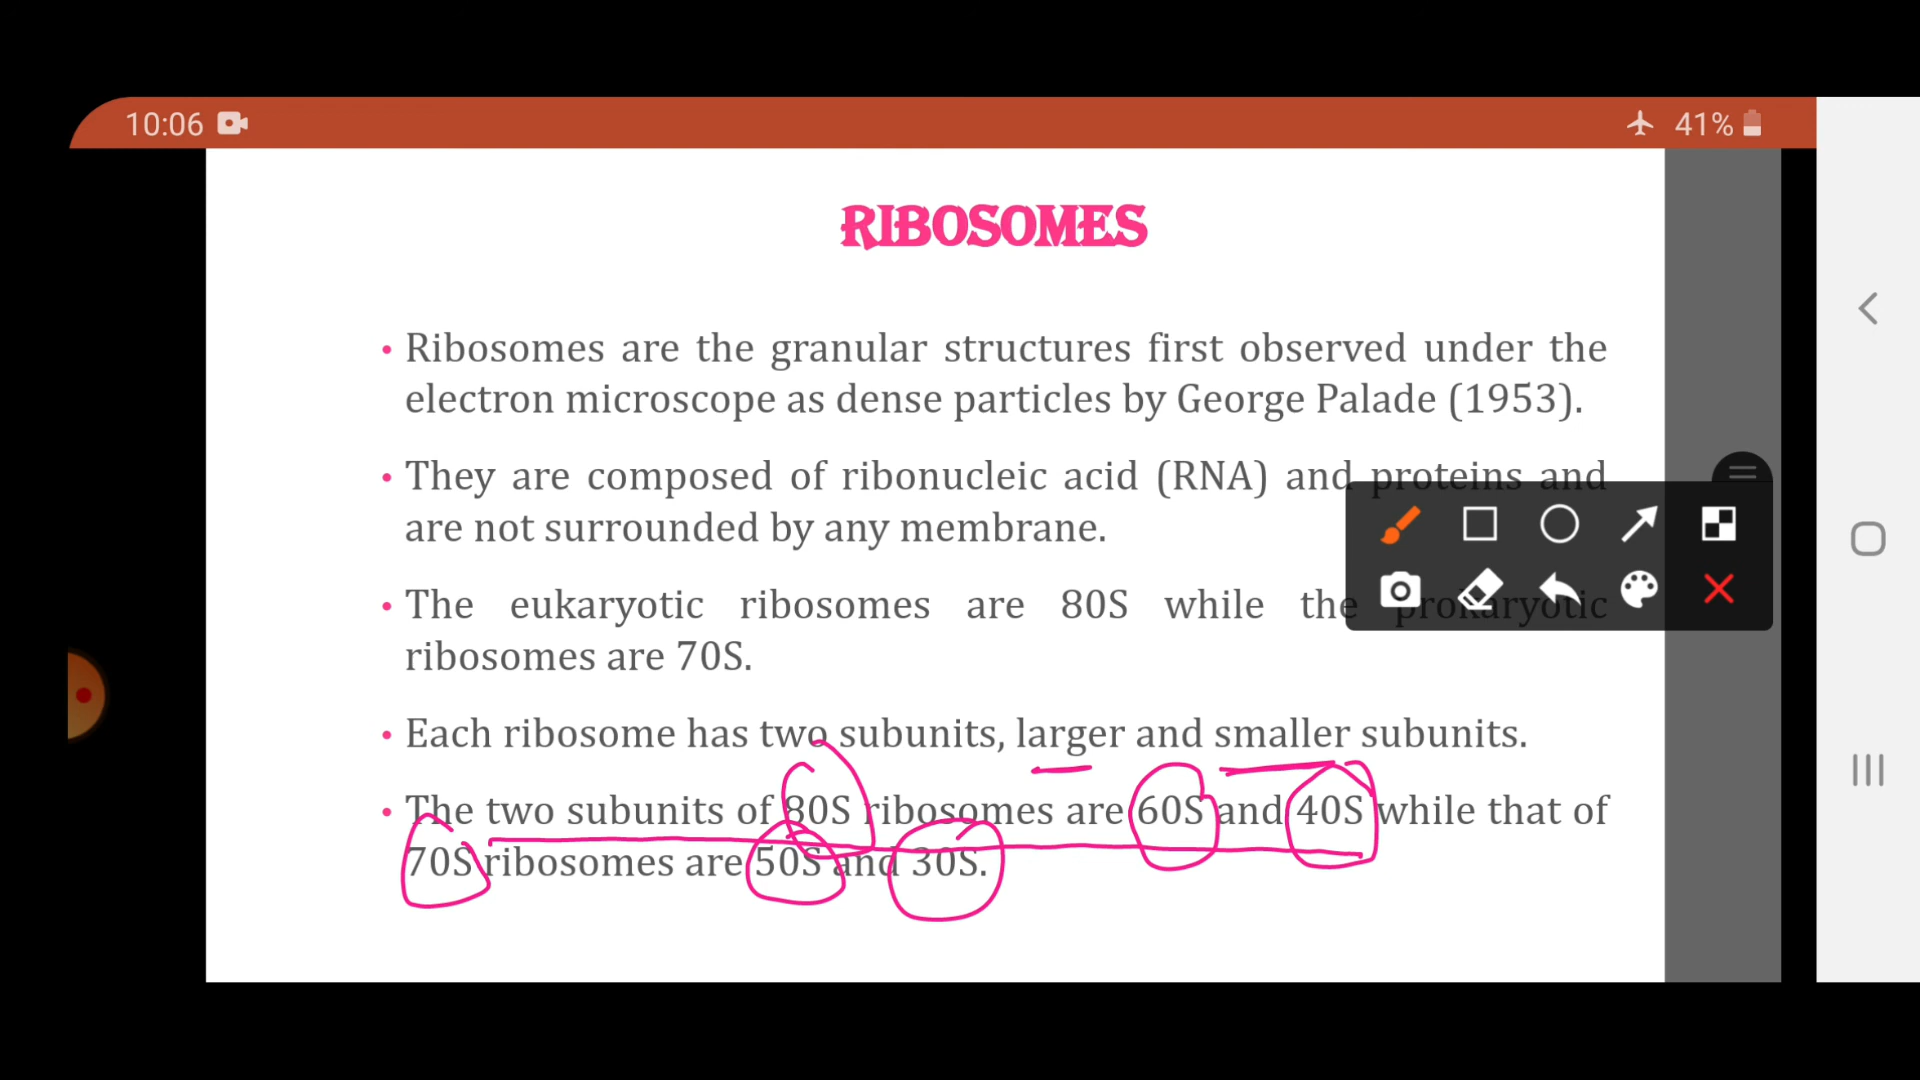 10:06
41%
RIBOSOMES
• Ribosomes are the granular structures first observed under the
electron microscope as dense particles by George Palade (1953).
• They are composed of ribonucleic acid (RNA) and proteins and
are not surrounded by any membrane.
• The eukaryotic ribosomes are 80S while the prokaryotic
ribosomes are 70S.
• Each ribosome has two subunits, larger and smaller subunits.
• The two subunits of 80S ribosomes are 60S and 40S while that of
70S ribosomes are 50S and 30S.